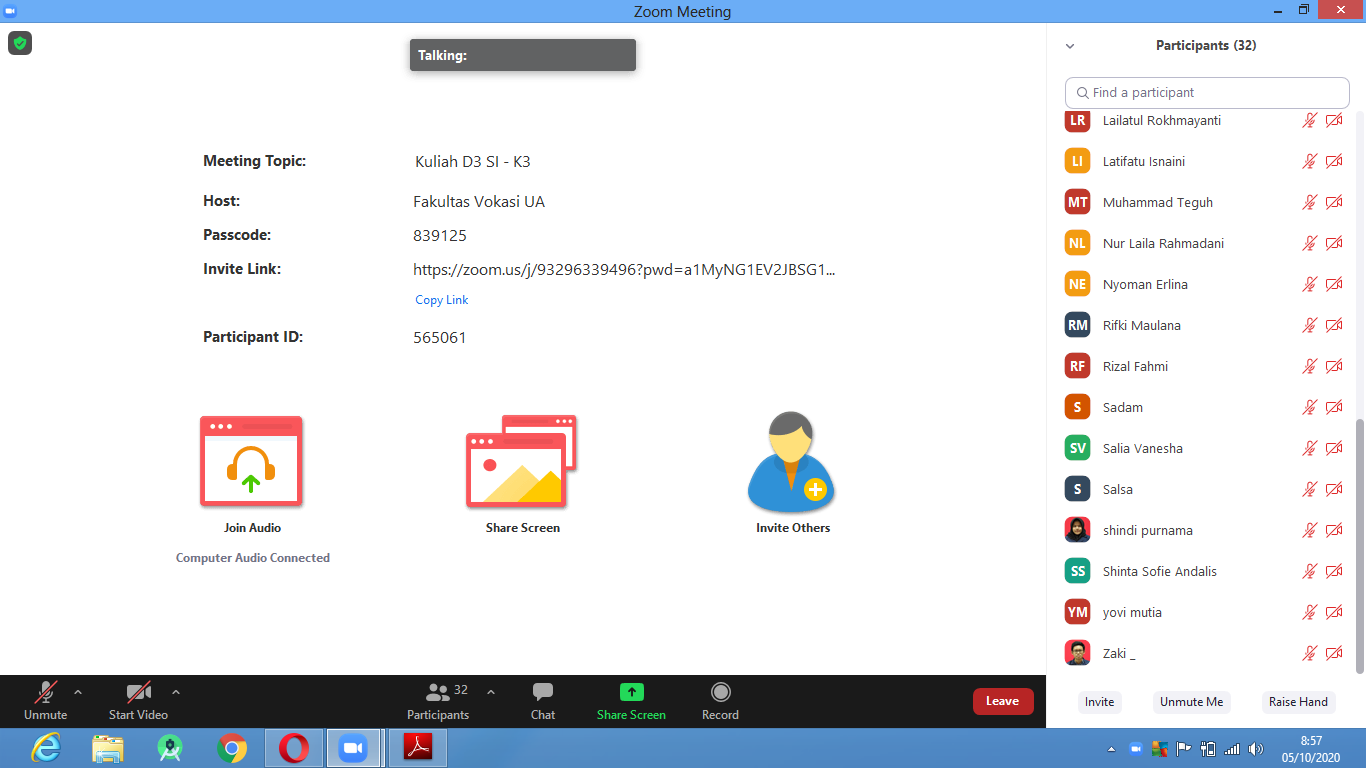 Zoom Meeting
Talking:
Meeting Topic: Kuliah D3 SI - K3
Host: Fakultas Vokasi UA
Passcode: 839125
Invite Link: https://zoom.us/j/93296339496?pwd=a1MyNG1EV2JBSG1...
Copy Link
Participant ID: 565061
Join Audio
Computer Audio Connected
Share Screen
Invite Others
Participants (32)
Find a participant
LR Lailatul Rokhmayanti
LI Latifatu Isnaini
MT Muhammad Teguh
NL Nur Laila Rahmadani
NE Nyoman Erlina
RM Rifki Maulana
RF Rizal Fahmi
S Sadam
SV Salia Vanesha
S Salsa
shindi purnama
SS Shinta Sofie Andalis
YM yovi mutia
Zaki _
Invite Unmute Me Raise Hand
Unmute Start Video Participants 32 Chat Share Screen Record Leave
8:57
05/10/2020